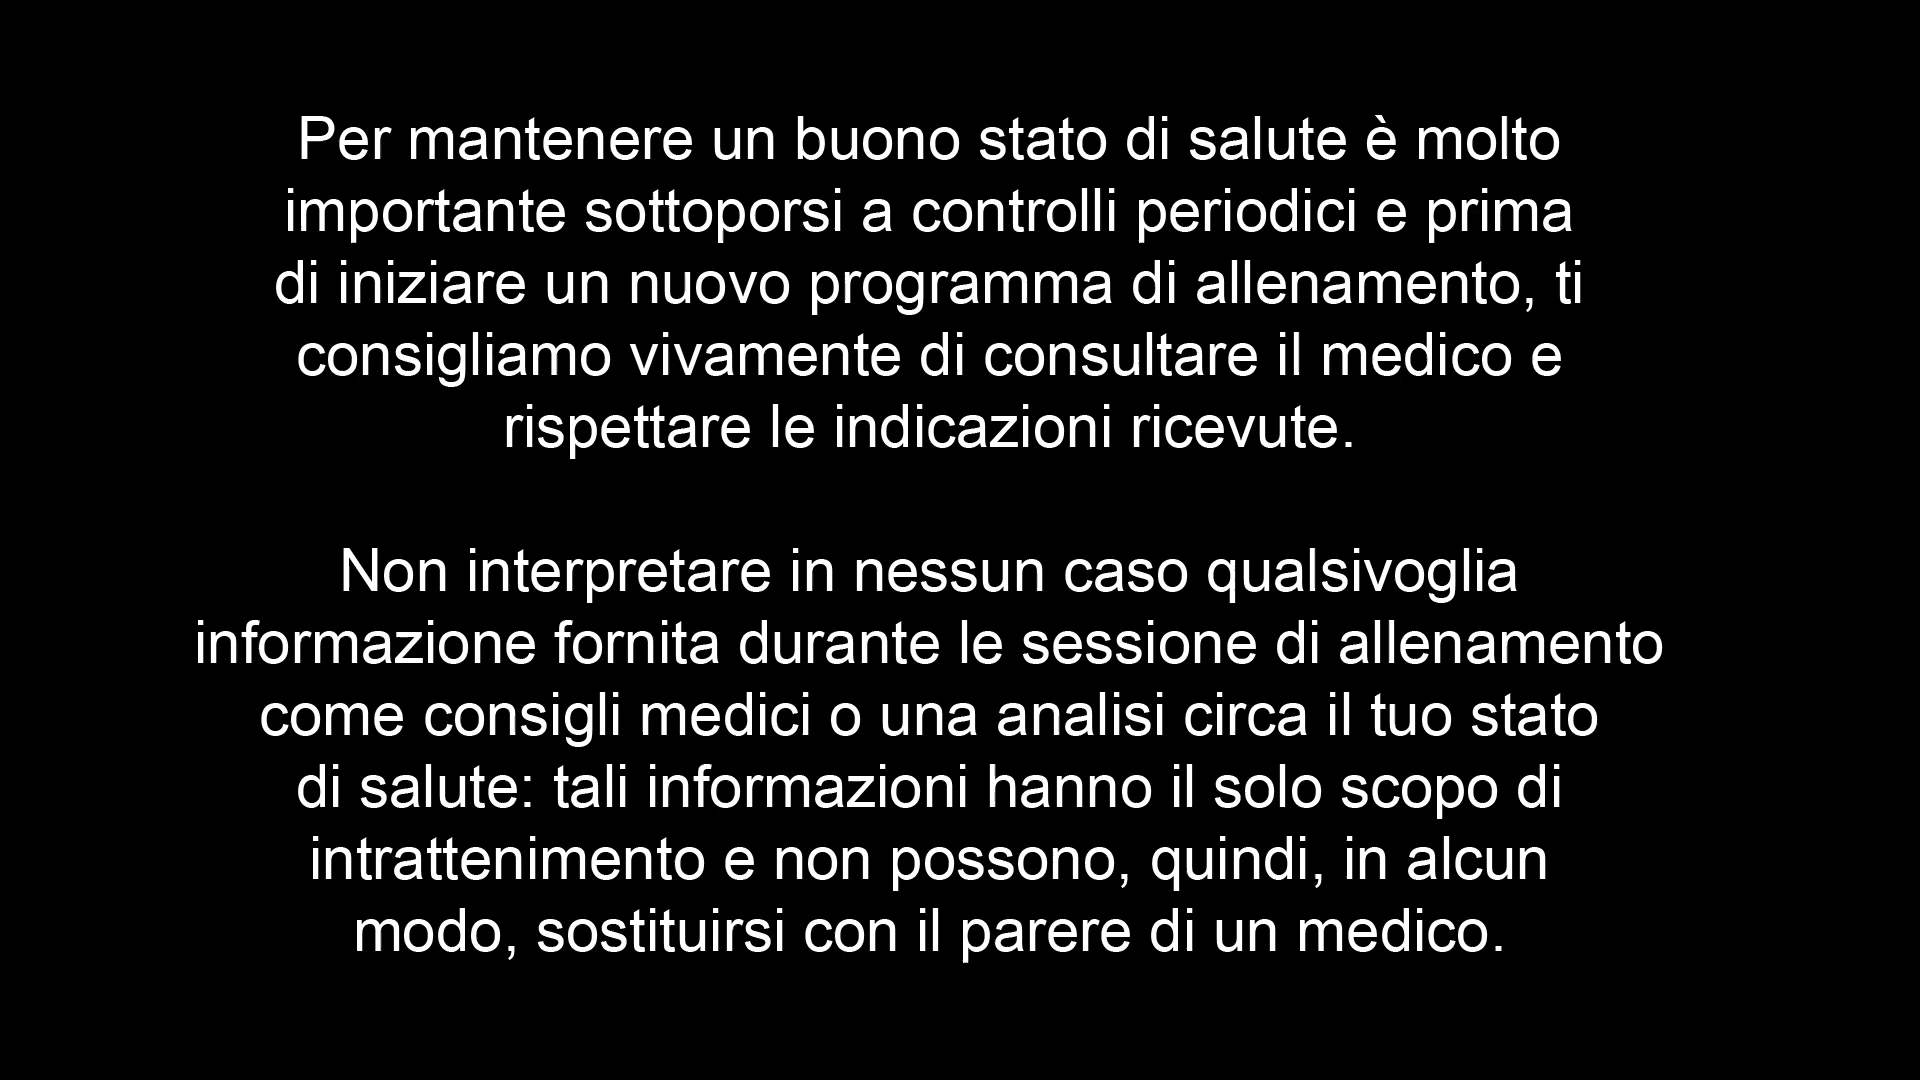 Per mantenere un buono stato di salute è molto
importante sottoporsi a controlli periodici e prima
di iniziare un nuovo programma di allenamento, ti
consigliamo vivamente di consultare il medico e
rispettare le indicazioni ricevute.
Non interpretare in nessun caso qualsivoglia
informazione fornita durante le sessione di allenamento
come consigli medici o una analisi circa il tuo stato
di salute: tali informazioni hanno il solo scopo di
intrattenimento e non possono, quindi, in alcun
modo, sostituirsi con il parere di un medico.